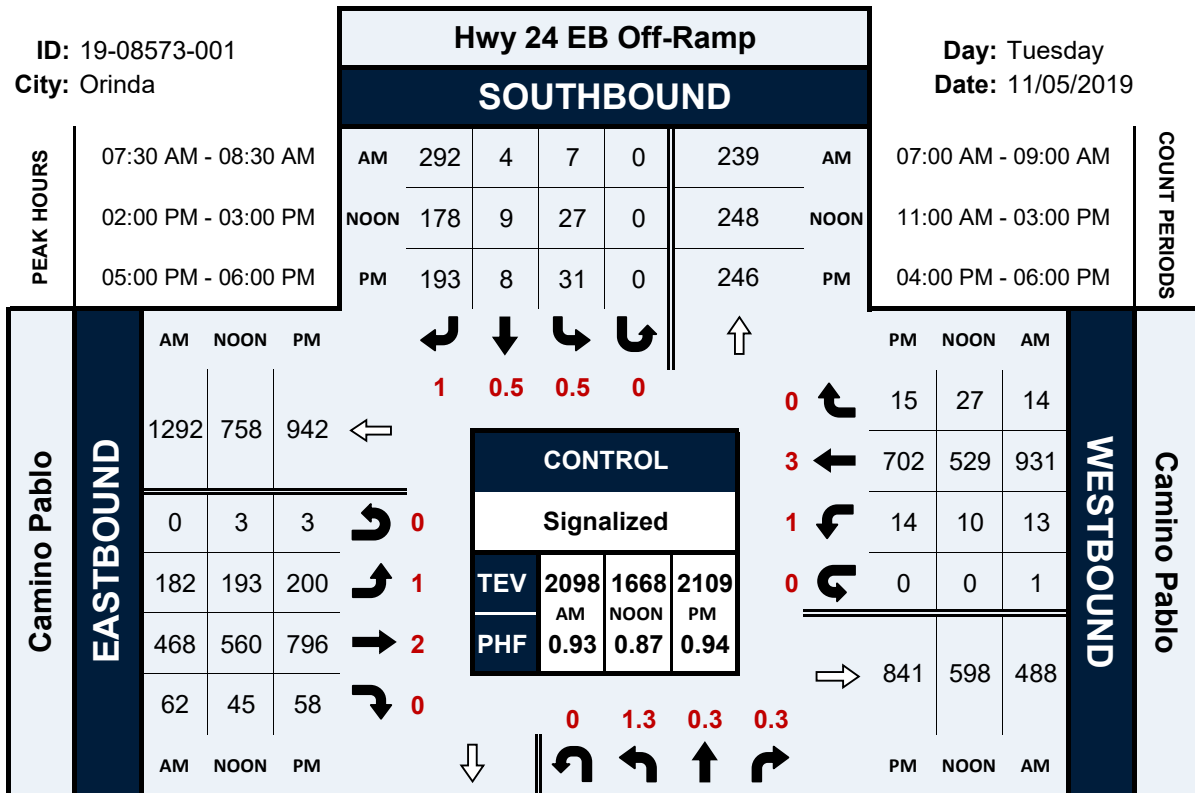 Hwy 24 EB Off-Ramp
ID: 19-08573-001
City: Orinda
Day: Tuesday
Date: 11/05/2019
SOUTHBOUND
PEAK HOURS
07:30 AM - 08:30 AM
02:00 PM - 03:00 PM
05:00 PM - 06:00 PM
AM 292 4 7 0 239 AM
NOON 178 9 27 0 248 NOON
PM 193 8 31 0 246 PM
07:00 AM - 09:00 AM
11:00 AM - 03:00 PM
04:00 PM - 06:00 PM
COUNT PERIODS
1 0.5 0.5 0
Camino Pablo
EASTBOUND
AM NOON PM
1292 758 942
0 3 3 0
182 193 200 1
468 560 796 2
62 45 58 0
AM NOON PM
CONTROL
Signalized
TEV 2098 1668 2109
AM NOON PM
PHF 0.93 0.87 0.94
0 1.3 0.3 0.3
PM NOON AM
0 15 27 14
3 702 529 931
1 14 10 13
0 0 0 1
841 598 488
PM NOON AM
WESTBOUND
Camino Pablo